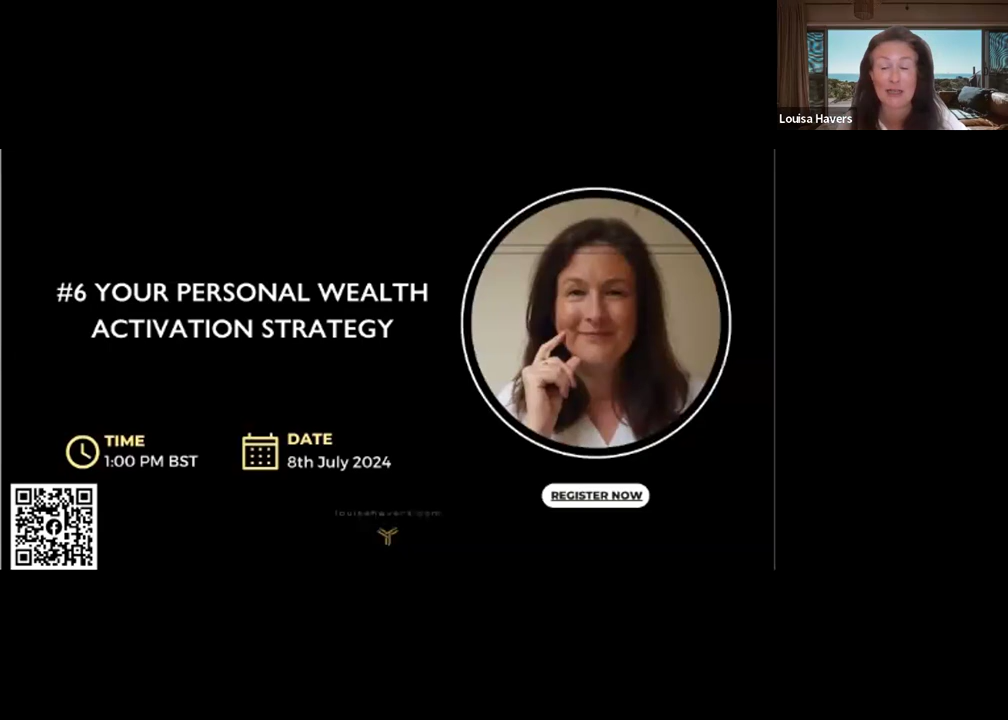 Louisa Havers
#6 YOUR PERSONAL WEALTH
ACTIVATION STRATEGY
TIME
1:00 PM BST
DATE
8th July 2024
REGISTER NOW
louisahavers.com